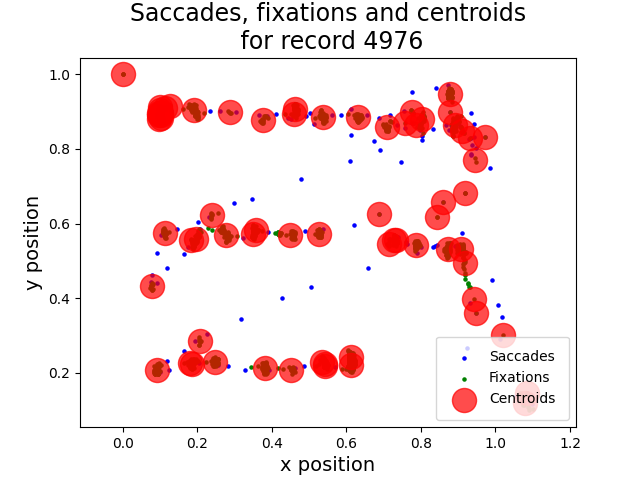 Saccades, fixations and centroids
for record 4976
1.0
0.8
0.6
0.4
0.2
y position
Saccades
Fixations
Centroids
0.0 0.2 0.4 0.6 0.8 1.0 1.2
x position